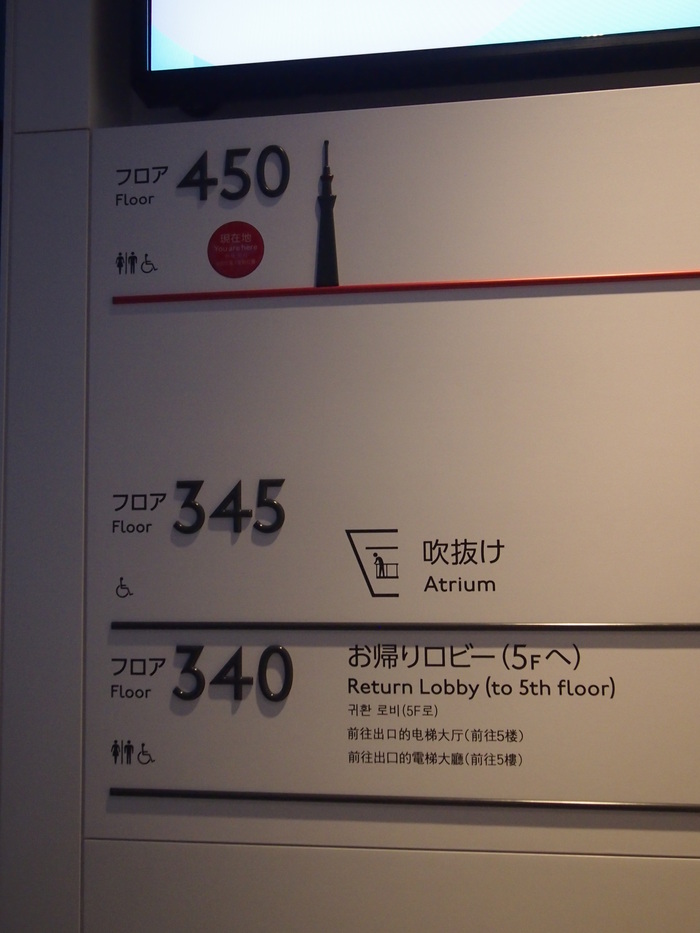 フロア 450
Floor
現在地
You are here
フロア 345
Floor
吹抜け
Atrium
フロア 340
Floor
お帰りロビー(5Fへ)
Return Lobby (to 5th floor)
귀환 로비(5F로)
前往出口的电梯大厅(前往5楼)
前往出口的電梯大廳(前往5樓)